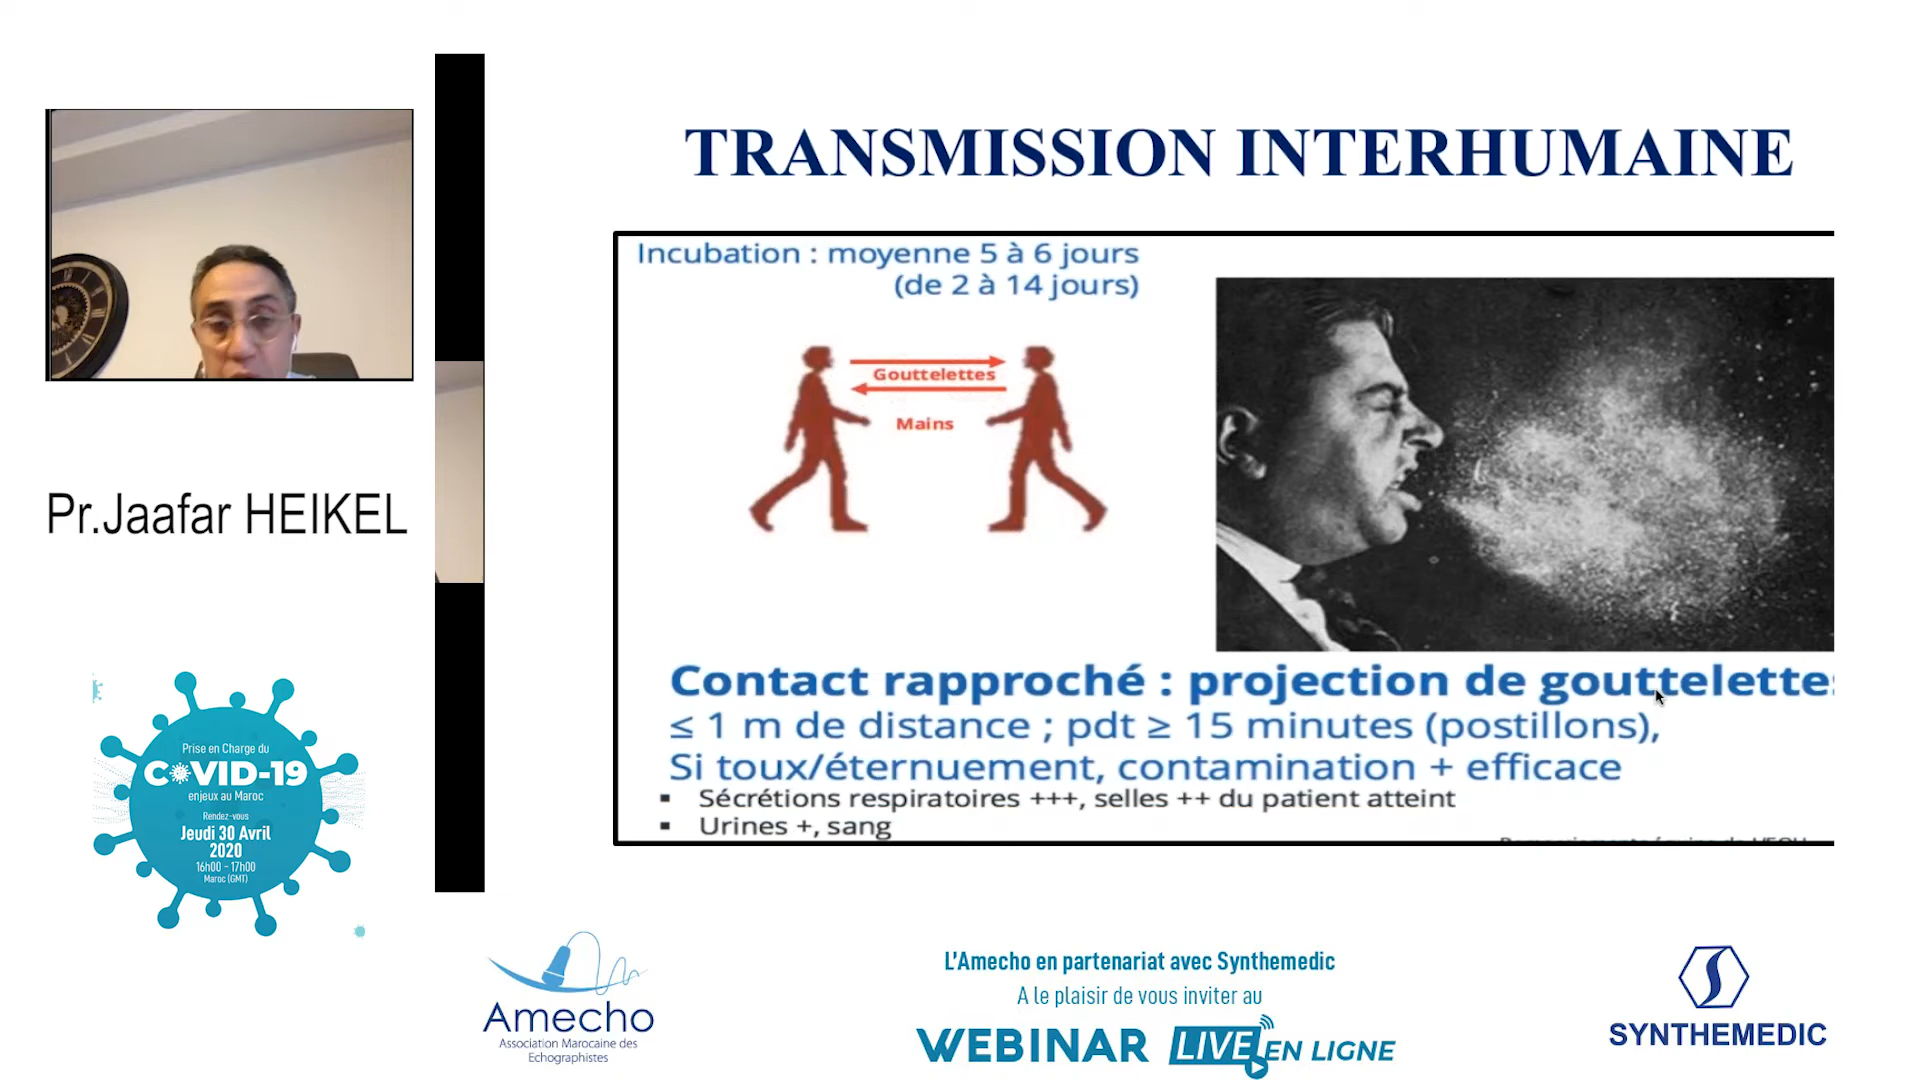 TRANSMISSION INTERHUMAINE
Incubation : moyenne 5 à 6 jours
(de 2 à 14 jours)
Gouttelettes
Mains
Contact rapproché : projection de gouttelettes
≤ 1 m de distance ; pdt ≥ 15 minutes (postillons),
Si toux/éternuement, contamination + efficace
▪ Sécrétions respiratoires +++, selles ++ du patient atteint
▪ Urines +, sang
Pr.Jaafar HEIKEL
Prise en Charge du
COVID-19
enjeux au Maroc
Rendez-vous
Jeudi 30 Avril
2020
16h00 - 17h00
Maroc (GMT)
Amecho
Association Marocaine des
Echographistes
L'Amecho en partenariat avec Synthemedic
A le plaisir de vous inviter au
WEBINAR LIVE EN LIGNE
SYNTHEMEDIC